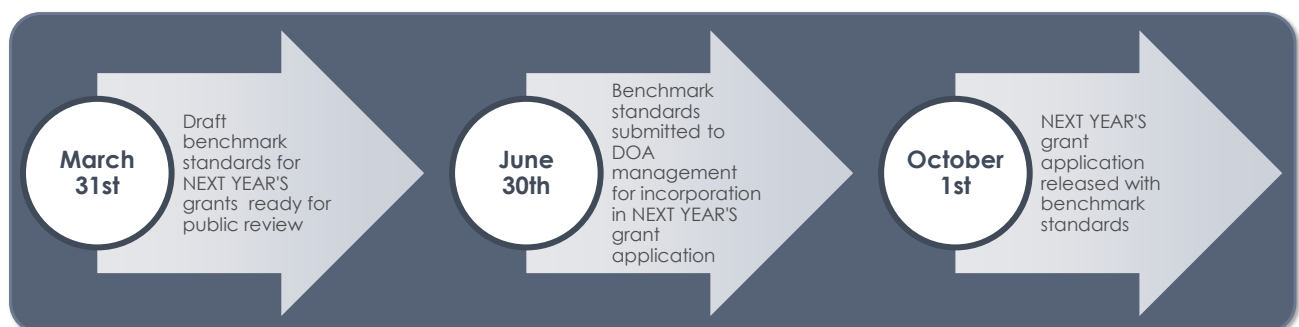 March
31st
Draft
benchmark
standards for
NEXT YEAR'S
grants ready for
public review
June
30th
Benchmark
standards
submitted to
DOA
management
for incorporation
in NEXT YEAR'S
grant
application
October
1st
NEXT YEAR'S
grant
application
released with
benchmark
standards